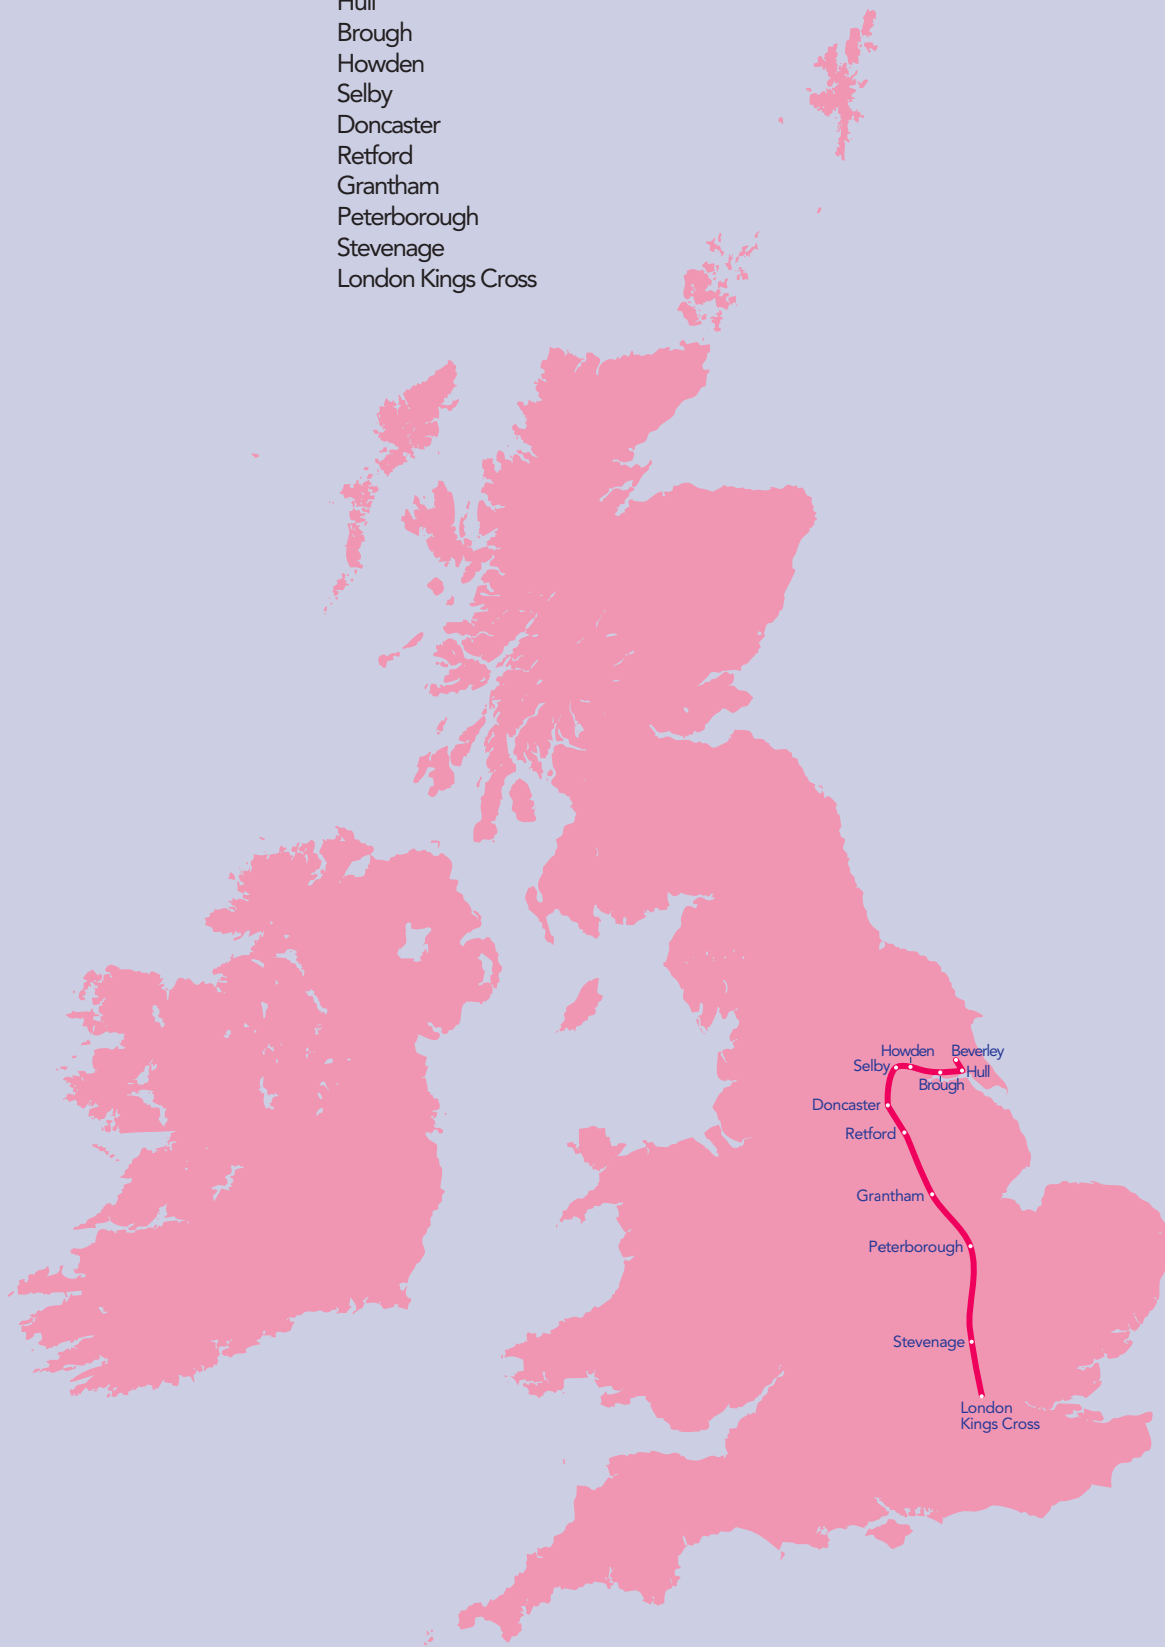 Hull
Brough
Howden
Selby
Doncaster
Retford
Grantham
Peterborough
Stevenage
London Kings Cross
Howden
Beverley
Selby
Hull
Brough
Doncaster
Retford
Grantham
Peterborough
Stevenage
London
Kings Cross